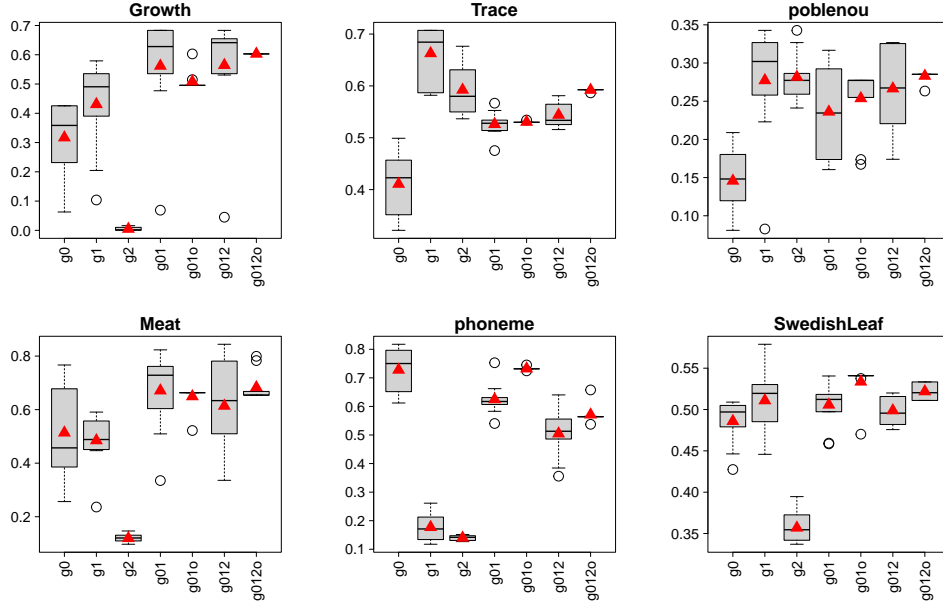 Growth
0.7
0.6
0.5
0.4
0.3
0.2
0.1
0.0
g0
g1
g2
g01
g01o
g012
g012o
Trace
0.7
0.6
0.5
0.4
g0
g1
g2
g01
g01o
g012
g012o
poblenou
0.35
0.30
0.25
0.20
0.15
0.10
g0
g1
g2
g01
g01o
g012
g012o
Meat
0.8
0.6
0.4
0.2
g0
g1
g2
g01
g01o
g012
g012o
phoneme
0.8
0.7
0.6
0.5
0.4
0.3
0.2
0.1
g0
g1
g2
g01
g01o
g012
g012o
SwedishLeaf
0.55
0.50
0.45
0.40
0.35
g0
g1
g2
g01
g01o
g012
g012o